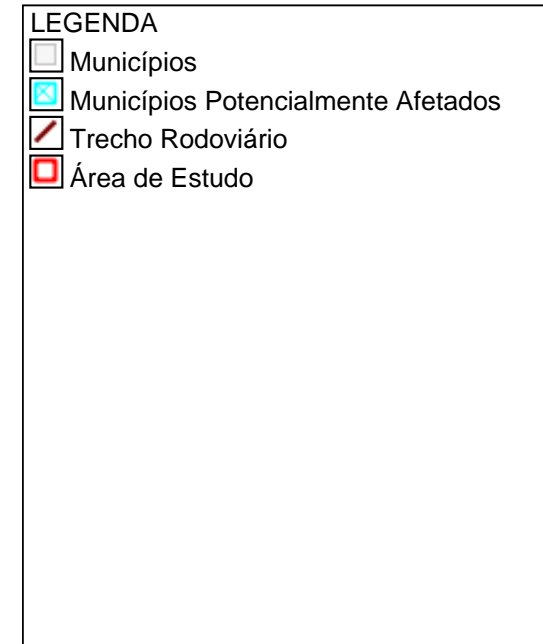 LEGENDA
Municípios
Municípios Potencialmente Afetados
Trecho Rodoviário
Área de Estudo